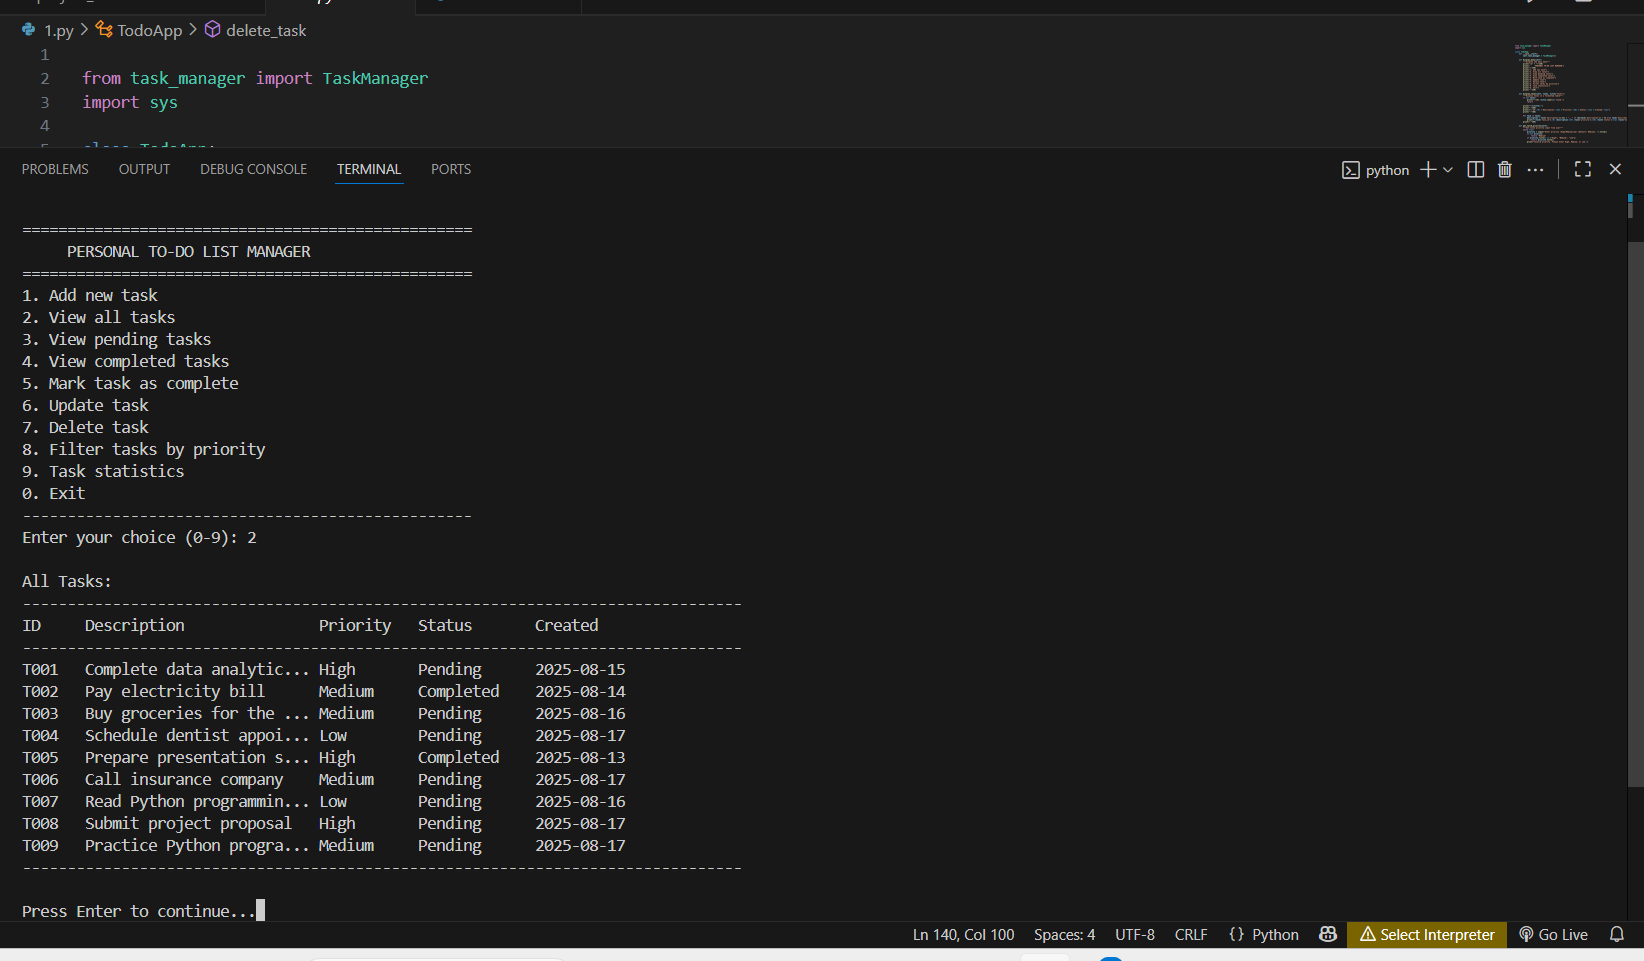 1.py > TodoApp > delete_task
1
2 from task_manager import TaskManager
3 import sys
4
PROBLEMS OUTPUT DEBUG CONSOLE TERMINAL PORTS python
==================================================
PERSONAL TO-DO LIST MANAGER
==================================================
1. Add new task
2. View all tasks
3. View pending tasks
4. View completed tasks
5. Mark task as complete
6. Update task
7. Delete task
8. Filter tasks by priority
9. Task statistics
0. Exit
--------------------------------------------------
Enter your choice (0-9): 2
All Tasks:
--------------------------------------------------------------------------------
ID Description Priority Status Created
--------------------------------------------------------------------------------
T001 Complete data analytic... High Pending 2025-08-15
T002 Pay electricity bill Medium Completed 2025-08-14
T003 Buy groceries for the ... Medium Pending 2025-08-16
T004 Schedule dentist appoi... Low Pending 2025-08-17
T005 Prepare presentation s... High Completed 2025-08-13
T006 Call insurance company Medium Pending 2025-08-17
T007 Read Python programmin... Low Pending 2025-08-16
T008 Submit project proposal High Pending 2025-08-17
T009 Practice Python progra... Medium Pending 2025-08-17
--------------------------------------------------------------------------------
Press Enter to continue...
Ln 140, Col 100 Spaces: 4 UTF-8 CRLF {} Python Select Interpreter Go Live